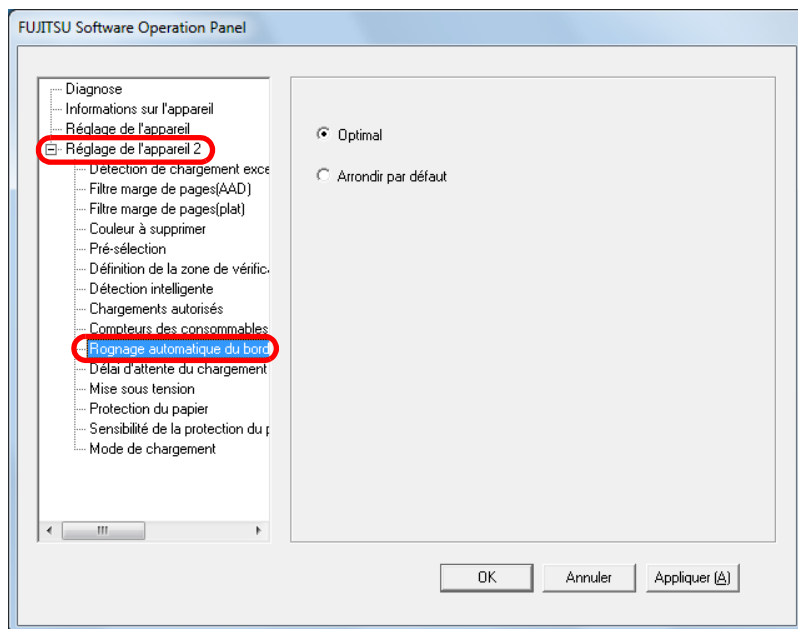 FUJITSU Software Operation Panel
Diagnose
Informations sur l'appareil
Réglage de l'appareil
Réglage de l'appareil 2
Détection de chargement exce
Filtre marge de pages(AAD)
Filtre marge de pages(plat)
Couleur à supprimer
Pré-sélection
Définition de la zone de vérific
Détection intelligente
Chargements autorisés
Compteurs des consommables
Rognage automatique du bord
Délai d'attente du chargement
Mise sous tension
Protection du papier
Sensibilité de la protection du p
Mode de chargement
Optimal
Arrondir par défaut
OK Annuler Appliquer (A)